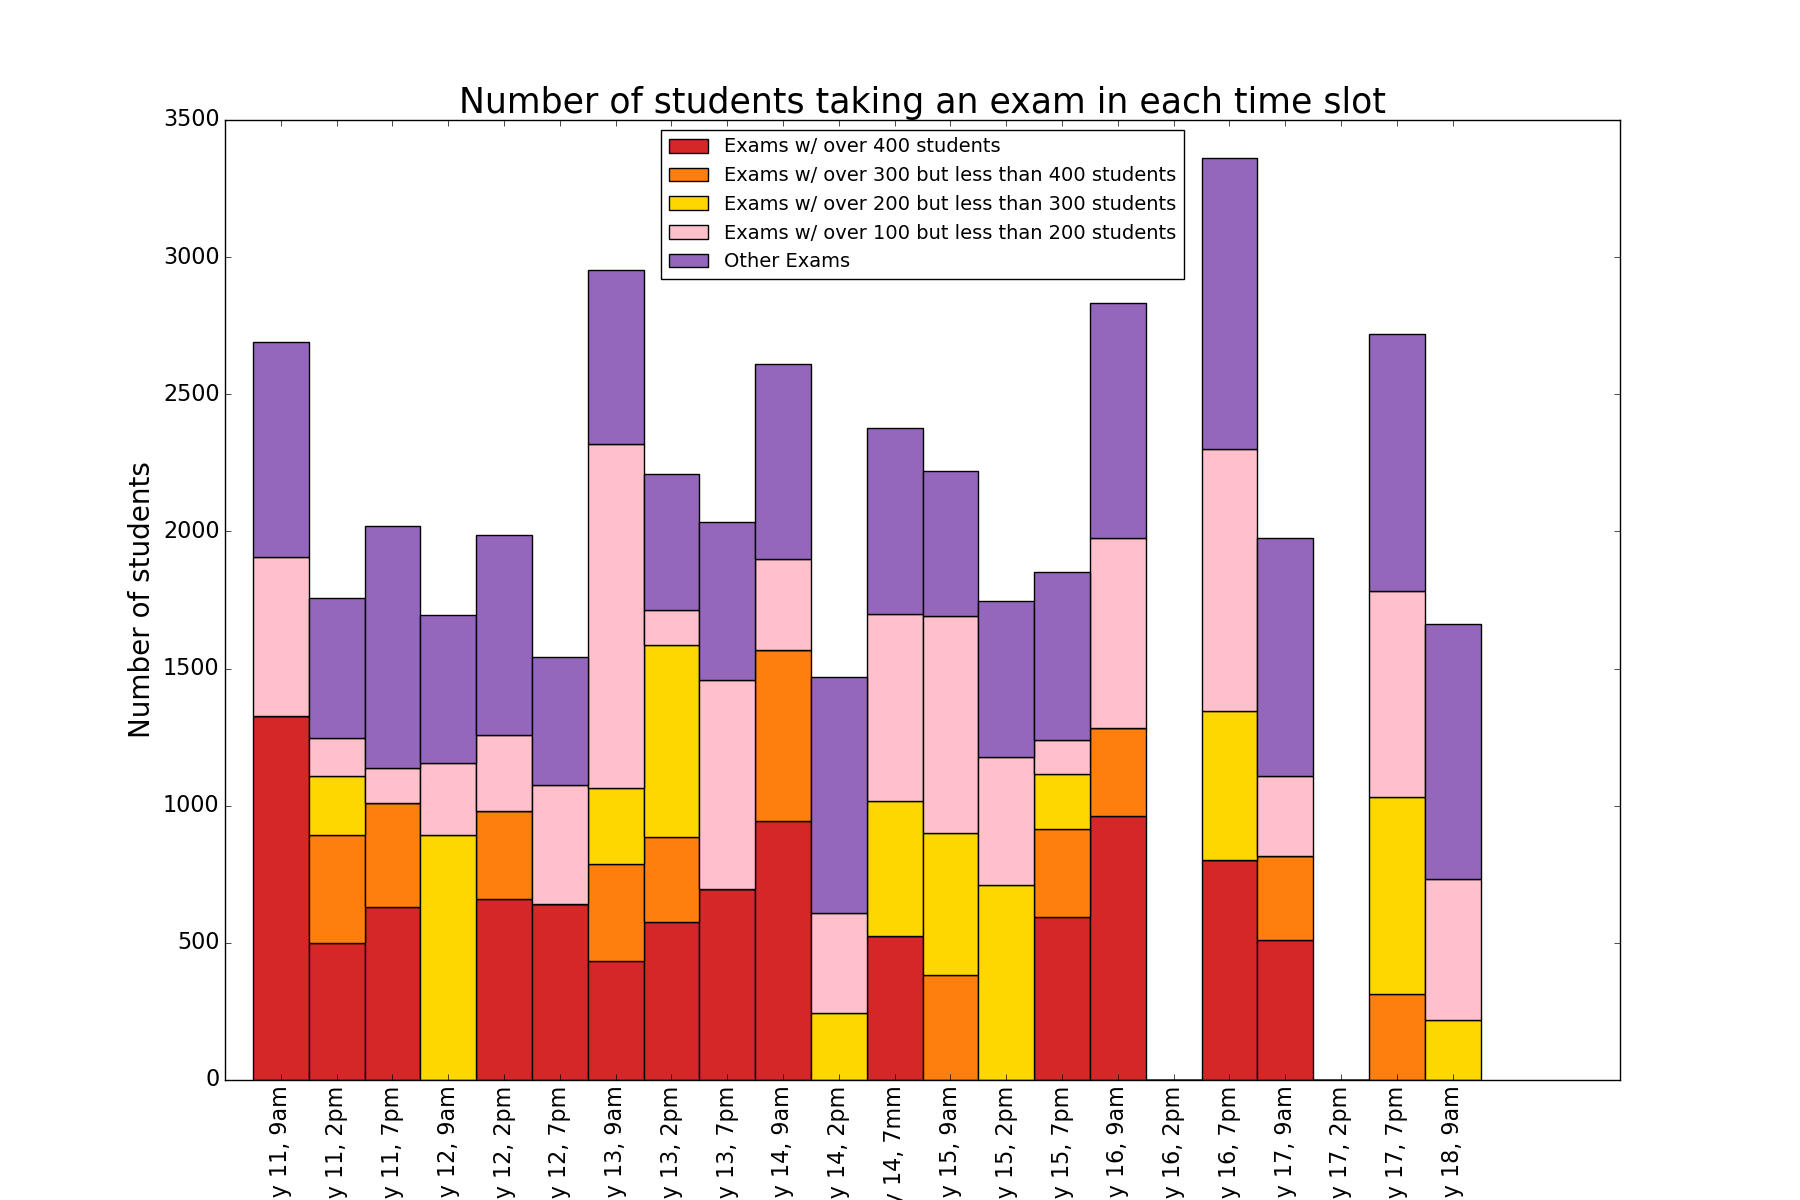 Number of students taking an exam in each time slot
Exams w/ over 400 students
Exams w/ over 300 but less than 400 students
Exams w/ over 200 but less than 300 students
Exams w/ over 100 but less than 200 students
Other Exams
Number of students
3500
3000
2500
2000
1500
1000
500
0
y 11, 9am
y 11, 2pm
y 11, 7pm
y 12, 9am
y 12, 2pm
y 12, 7pm
y 13, 9am
y 13, 2pm
y 13, 7pm
y 14, 9am
y 14, 2pm
y 14, 7mm
y 15, 9am
y 15, 2pm
y 15, 7pm
y 16, 9am
y 16, 2pm
y 16, 7pm
y 17, 9am
y 17, 2pm
y 17, 7pm
y 18, 9am